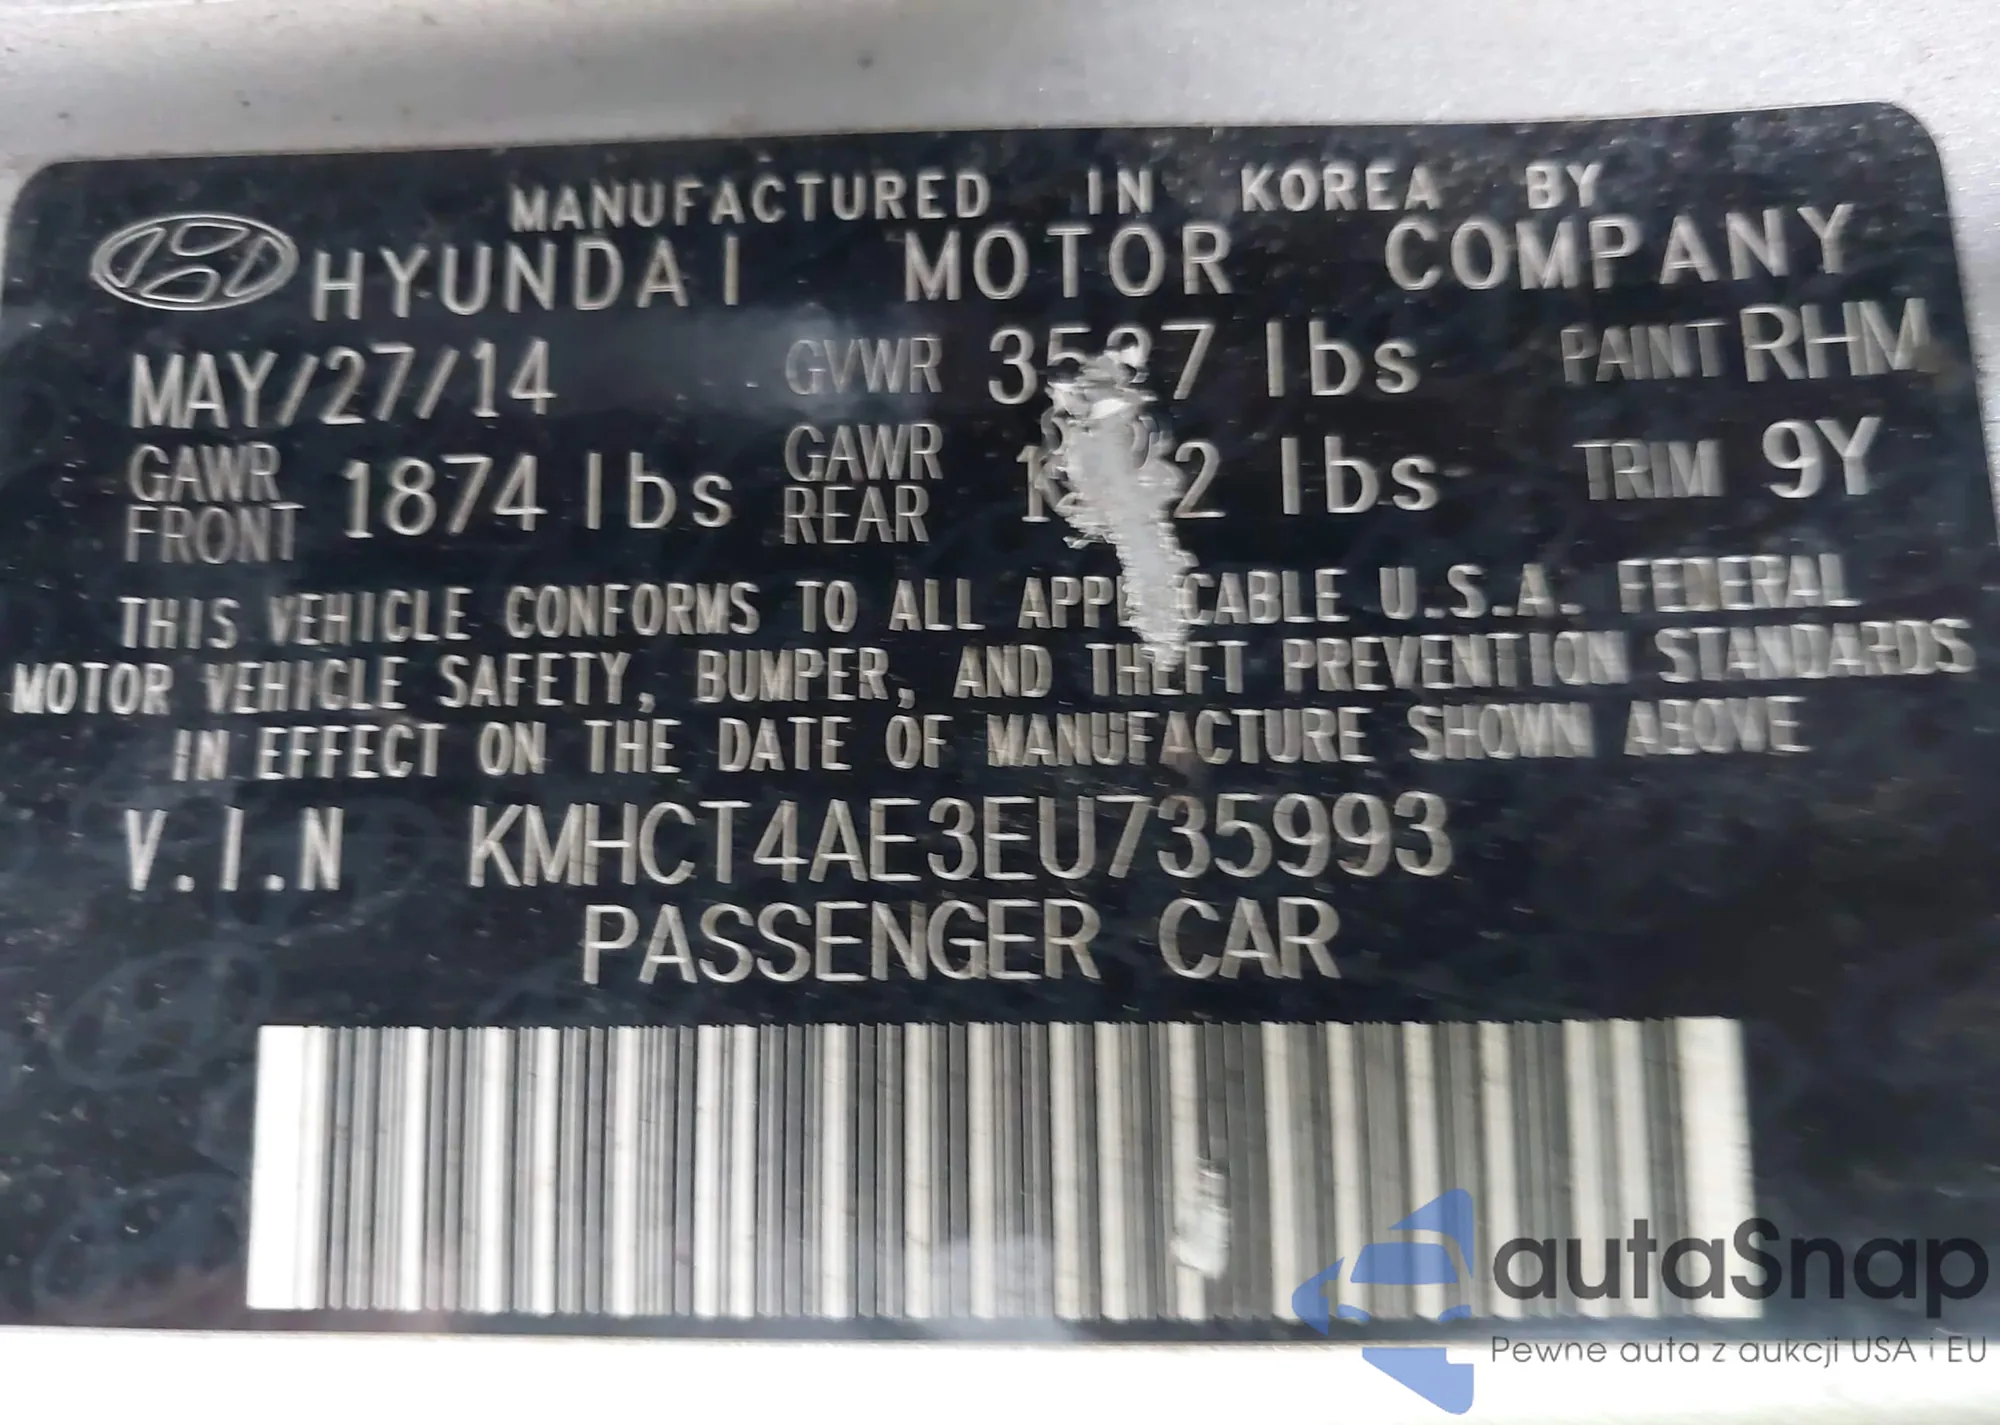 MANUFACTURED IN KOREA BY
HYUNDAI MOTOR COMPANY
MAY/27/14 GVWR lbs PAINT RHM
GAWR FRONT 1874 lbs GAWR REAR lbs TRIM 9Y
THIS VEHICLE CONFORMS TO ALL U.S.A. FEDERAL
MOTOR VEHICLE SAFETY, BUMPER, AND THEFT PREVENTION STANDARDS
IN EFFECT ON THE DATE OF MANUFACTURE SHOWN ABOVE
V.I.N KMHCT4AE3EU735993
PASSENGER CAR
autaSnap
Pewne auta z aukcji USA i EU